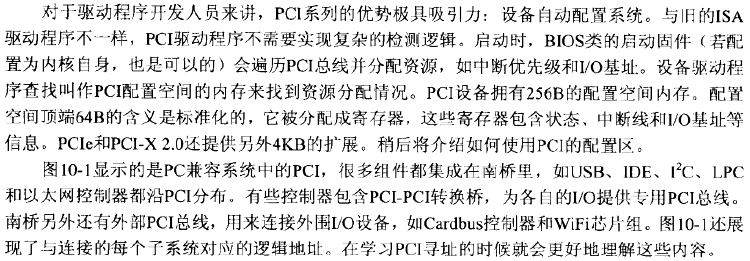 对于驱动程序开发人员来讲，PCI系列的优势极具吸引力：设备自动配置系统。与旧的ISA
驱动程序不一样，PCI驱动程序不需要实现复杂的检测逻辑。启动时，BIOS类的启动固件（若配
置为内核自身，也是可以的）会遍历PCI总线并分配资源，如中断优先级和I/O基址。设备驱动程
序查找叫作PCI配置空间的内存来找到资源分配情况。PCI设备拥有256B的配置空间内存。配置
空间顶端64B的含义是标准化的，它被分配成寄存器，这些寄存器包含状态、中断线和I/O基址等
信息。PCIe和PCI-X 2.0还提供另外4KB的扩展。稍后将介绍如何使用PCI的配置区。
图10-1显示的是PC兼容系统中的PCI，很多组件都集成在南桥里，如USB、IDE、I²C、LPC
和以太网控制器都沿PCI分布。有些控制器包含PCI-PCI转换桥，为各自的I/O提供专用PCI总线。
南桥另外还有外部PCI总线，用来连接外围I/O设备，如Cardbus控制器和WiFi芯片组。图10-1还展
现了与连接的每个子系统对应的逻辑地址。在学习PCI寻址的时候就会更好地理解这些内容。